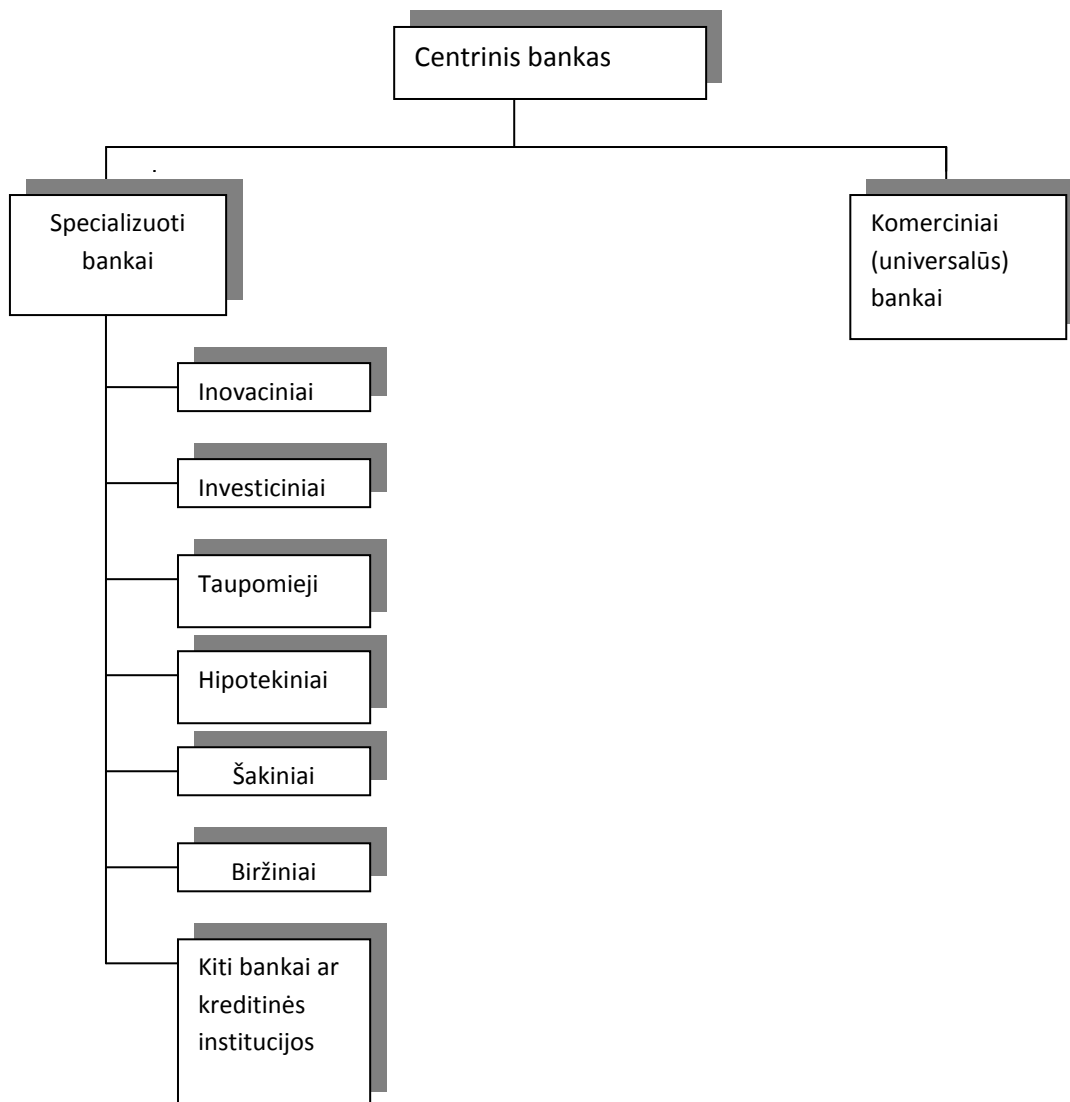 Centrinis bankas
Specializuoti
bankai
Komerciniai
(universalūs)
bankai
Inovaciniai
Investiciniai
Taupomieji
Hipotekiniai
Šakiniai
Biržiniai
Kiti bankai ar
kreditinės
institucijos